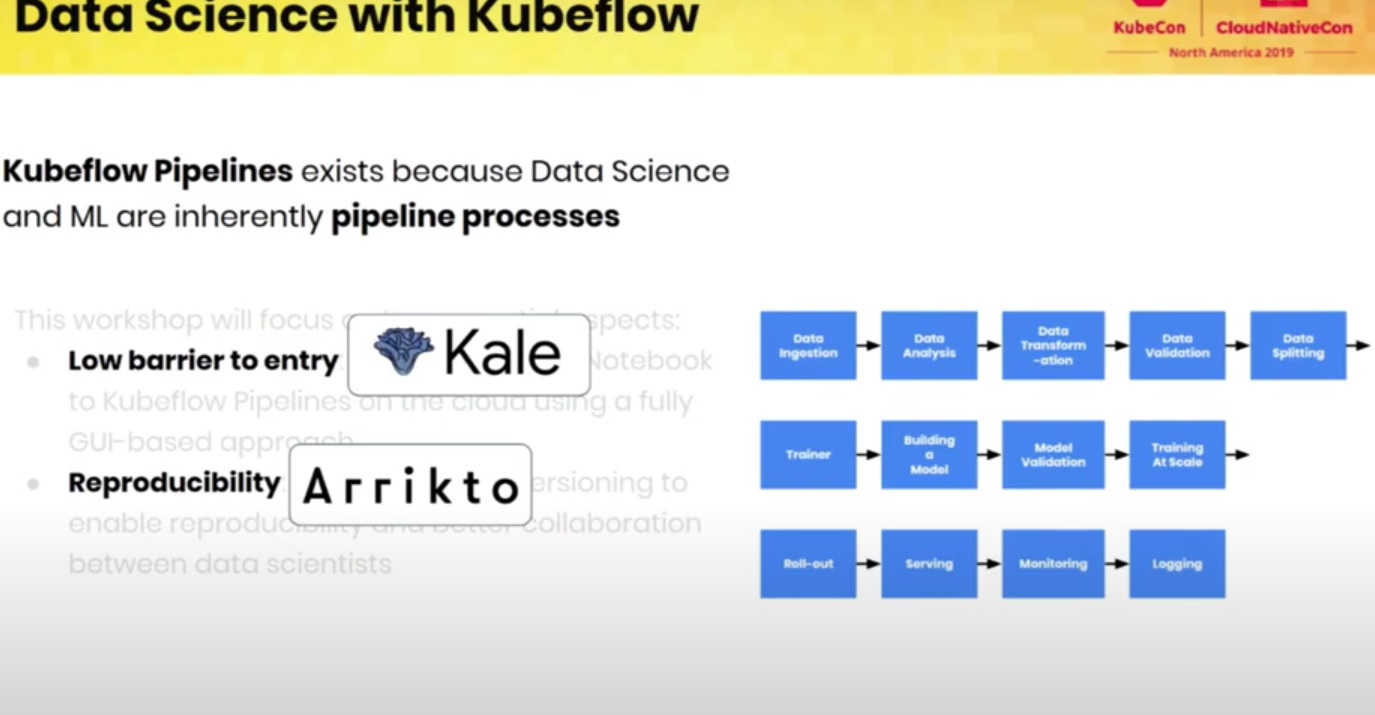 Data Science with Kubeflow
KubeCon
CloudNativeCon
North America 2019
Kubeflow Pipelines exists because Data Science
and ML are inherently pipeline processes
This workshop will focus spects:
Low barrier to entry Kale Notebook
to Kubeflow Pipelines on the cloud using a fully
GUI-based approach
Reproducibility Arrikto ersioning to
enable reproducibility and better collaboration
between data scientists
Data
Ingestion
Data
Analysis
Data
Transform
-ation
Data
Validation
Data
Splitting
Trainer
Building
a
Model
Model
Validation
Training
At Scale
Roll-out
Serving
Monitoring
Logging